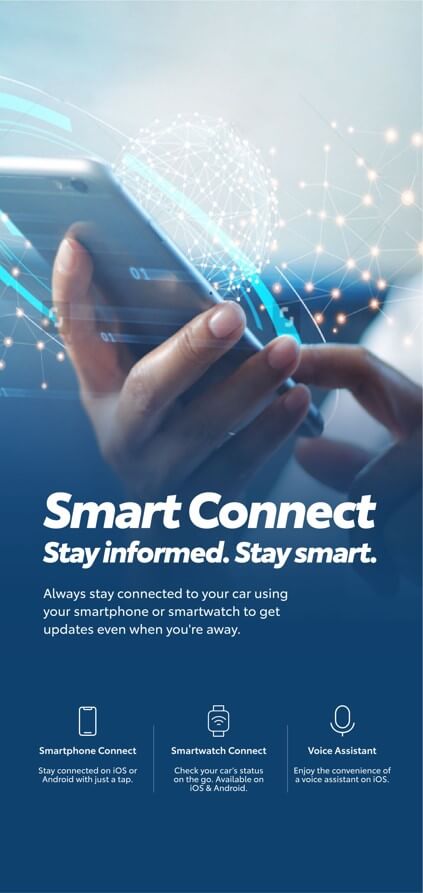 01
01
Smart Connect
Stay informed. Stay smart.
Always stay connected to your car using
your smartphone or smartwatch to get
updates even when you're away.
Smartphone Connect
Stay connected on iOS or
Android with just a tap.
Smartwatch Connect
Check your car's status
on the go. Available on
iOS & Android.
Voice Assistant
Enjoy the convenience of
a voice assistant on iOS.